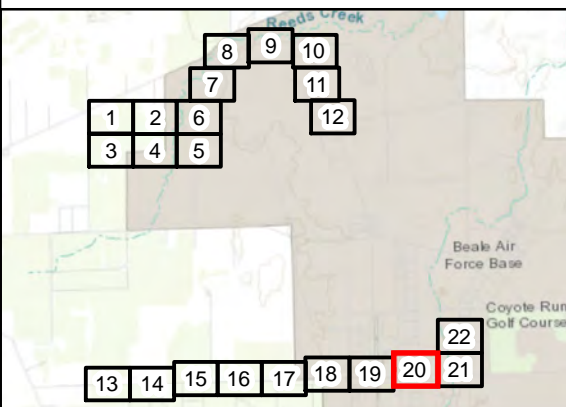 Reeds Creek
8 9 10
7 11
1 2 6 12
3 4 5
Beale Air
Force Base
Coyote Run
Golf Course
22
13 14 15 16 17 18 19 20 21